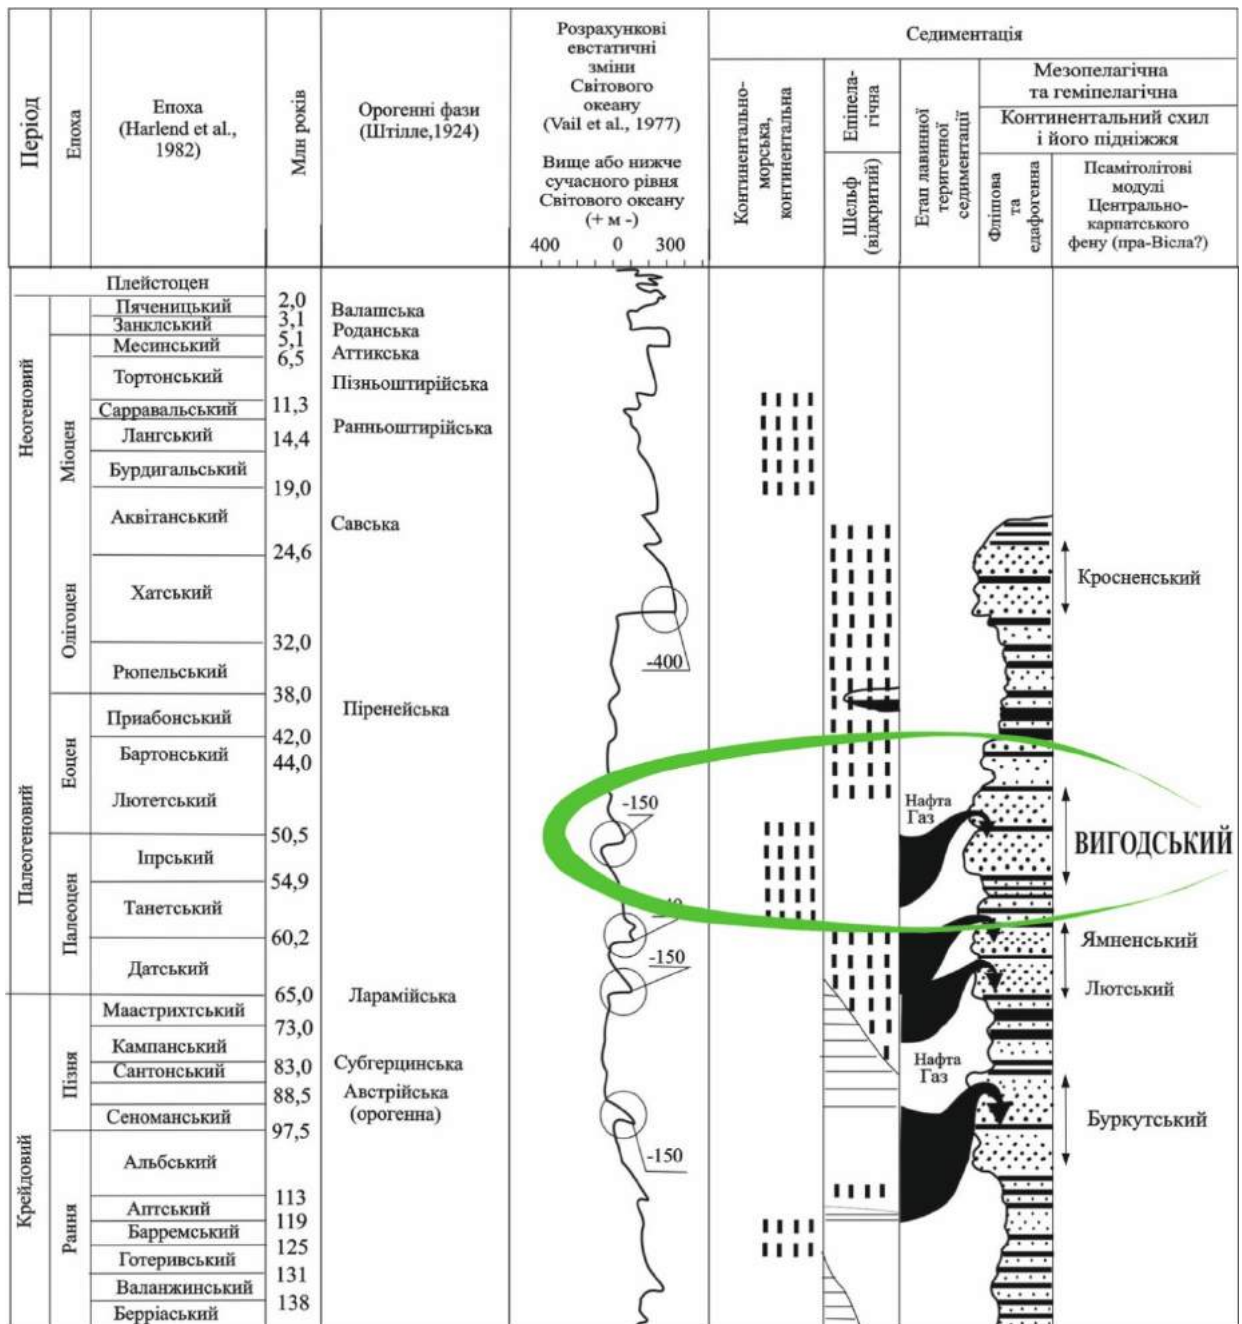 Період
Епоха
Епоха
(Harlend et al.,
1982)
Млн років
Орогенні фази
(Штілле,1924)
Розрахункові
евстатичні
зміни
Світового
океану
(Vail et al., 1977)
Вище або нижче
сучасного рівня
Світового океану
(+ м -)
400 0 300
Седиментація
Континентально-
морська,
континентальна
Епіпела-
гічна
Шельф
(відкритий)
Етап лавинної
теригенної
седиментації
Мезопелагічна
та геміпелагічна
Континентальний схил
і його підніжжя
Флішова
та
едафогенна
Псамітолітові
модулі
Центрально-
карпатського
фену (пра-Вісла?)
Неогеновий
Палеогеновий
Крейдовий
Міоцен
Олігоцен
Еоцен
Палеоцен
Пізня
Рання
Плейстоцен
2,0
Пяченицький
3,1
Занклський
5,1
Месинський
6,5
Тортонський
11,3
Сарравальський
Лангський
14,4
Бурдигальський
19,0
Аквітанський
24,6
Хатський
32,0
Рюпельський
38,0
Приабонський
42,0
Бартонський
44,0
Лютетський
50,5
Іпрський
54,9
Танетський
60,2
Датський
65,0
Маастрихтський
73,0
Кампанський
83,0
Сантонський
88,5
Сеноманський
97,5
Альбський
113
Аптський
119
Барремський
125
Готеривський
131
Валанжинський
138
Берріаський
Валашська
Роданська
Аттикська
Пізньоштирійська
Ранньоштирійська
Савська
Піренейська
Ларамійська
Субгерцинська
Австрійська
(орогенна)
-400
-150
-150
-150
Нафта
Газ
Нафта
Газ
Кросненський
ВИГОДСЬКИЙ
Ямненський
Лютський
Буркутський